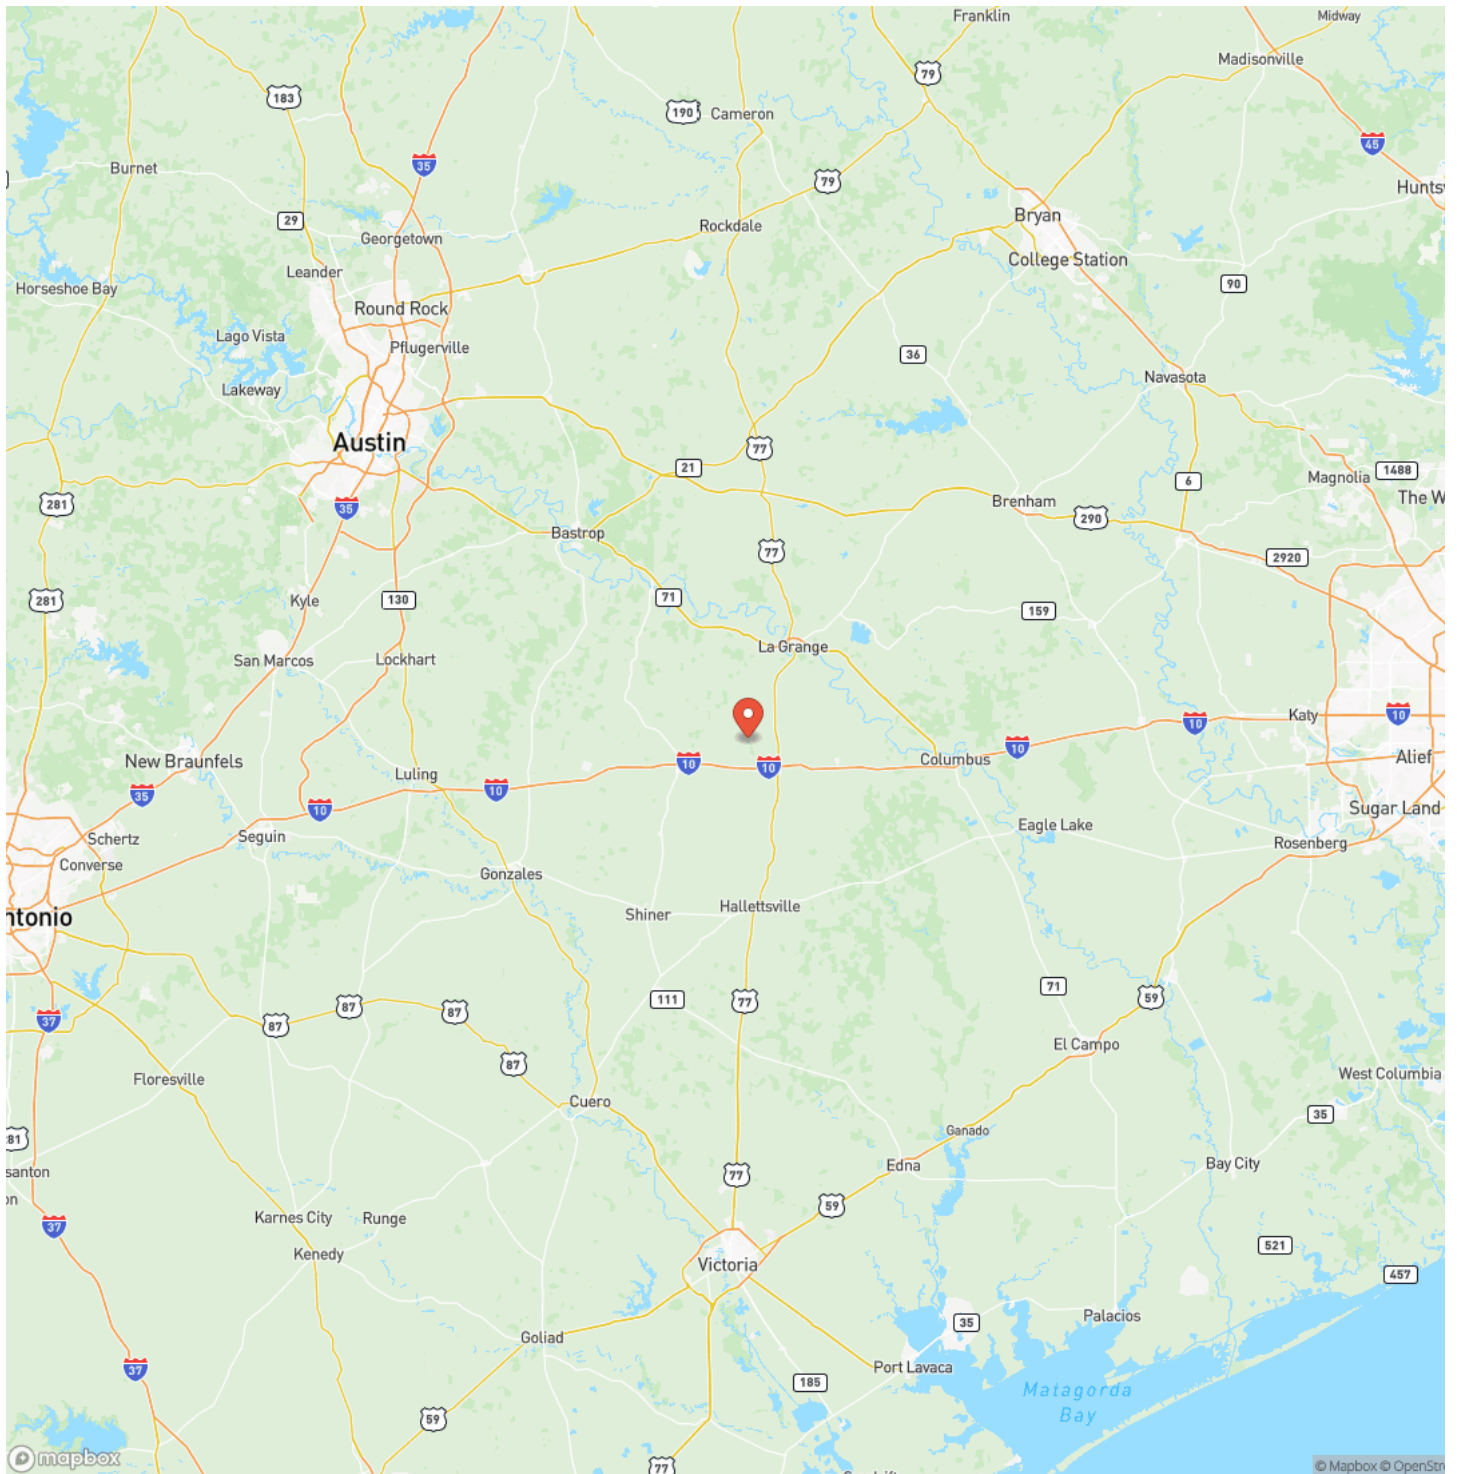 Franklin
Midway
Madisonville
79
183
190
Cameron
45
35
Burnet
79
Hunts
29
Rockdale
Bryan
Georgetown
College Station
Leander
90
Horseshoe Bay
Round Rock
Lago Vista
Pflugerville
36
Navasota
Lakeway
Austin
77
21
1488
Magnolia
6
The W
281
35
Brenham
290
Bastrop
77
2920
281
Kyle
130
71
159
La Grange
San Marcos
Lockhart
Katy
10
10
10
New Braunfels
10
10
Columbus
Alief
Luling
10
35
10
Sugar Land
Schertz
Seguin
Eagle Lake
Rosenberg
Converse
Gonzales
ntonio
Shiner
Hallettsville
71
111
77
59
87
87
87
37
El Campo
87
Floresville
West Columbia
Cuero
35
281
Ganado
santon
Edna
Bay City
on
77
59
Karnes City
Runge
37
Kenedy
521
Victoria
457
Palacios
35
Goliad
37
Port Lavaca
185
Matagorda
Bay
59
77
mapbox
© Mapbox © OpenStre